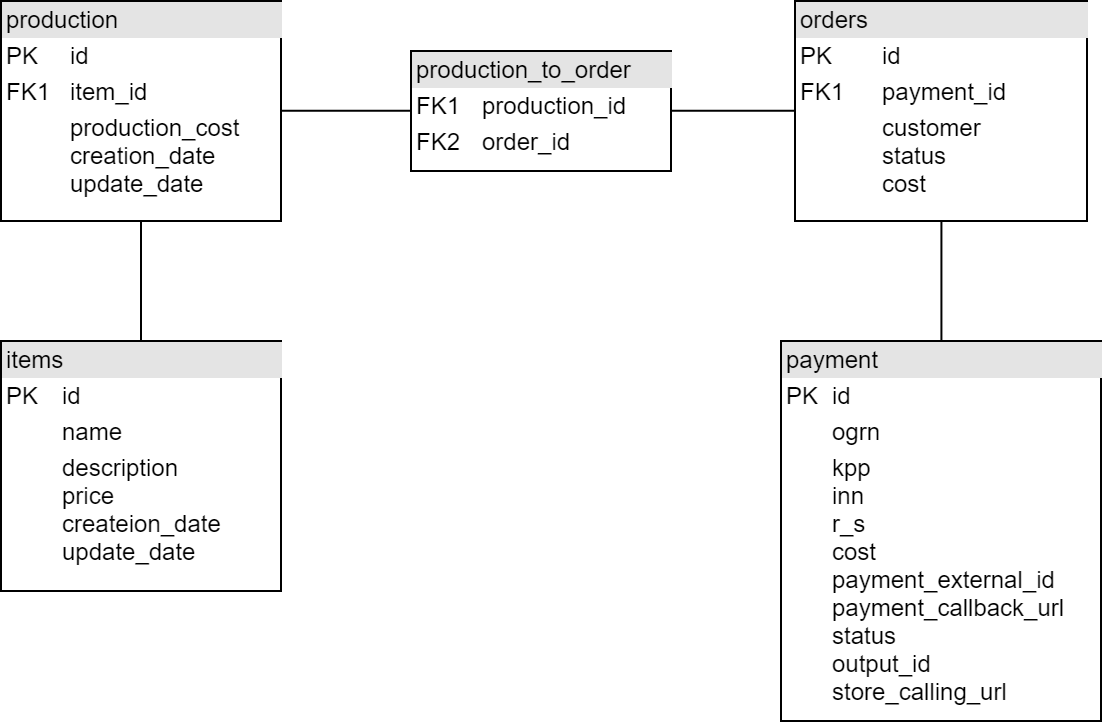 production
PK id
FK1 item_id
production_cost
creation_date
update_date
production_to_order
FK1 production_id
FK2 order_id
orders
PK id
FK1 payment_id
customer
status
cost
items
PK id
name
description
price
createion_date
update_date
payment
PK id
ogrn
kpp
inn
r_s
cost
payment_external_id
payment_callback_url
status
output_id
store_calling_url